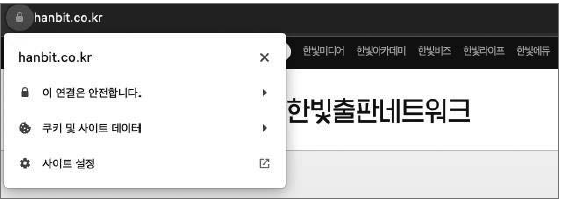 hanbit.co.kr
한빛미디어 한빛아카데미 한빛비즈 한빛라이프 한빛에듀
hanbit.co.kr
이 연결은 안전합니다.
쿠키 및 사이트 데이터
사이트 설정
한빛출판네트워크